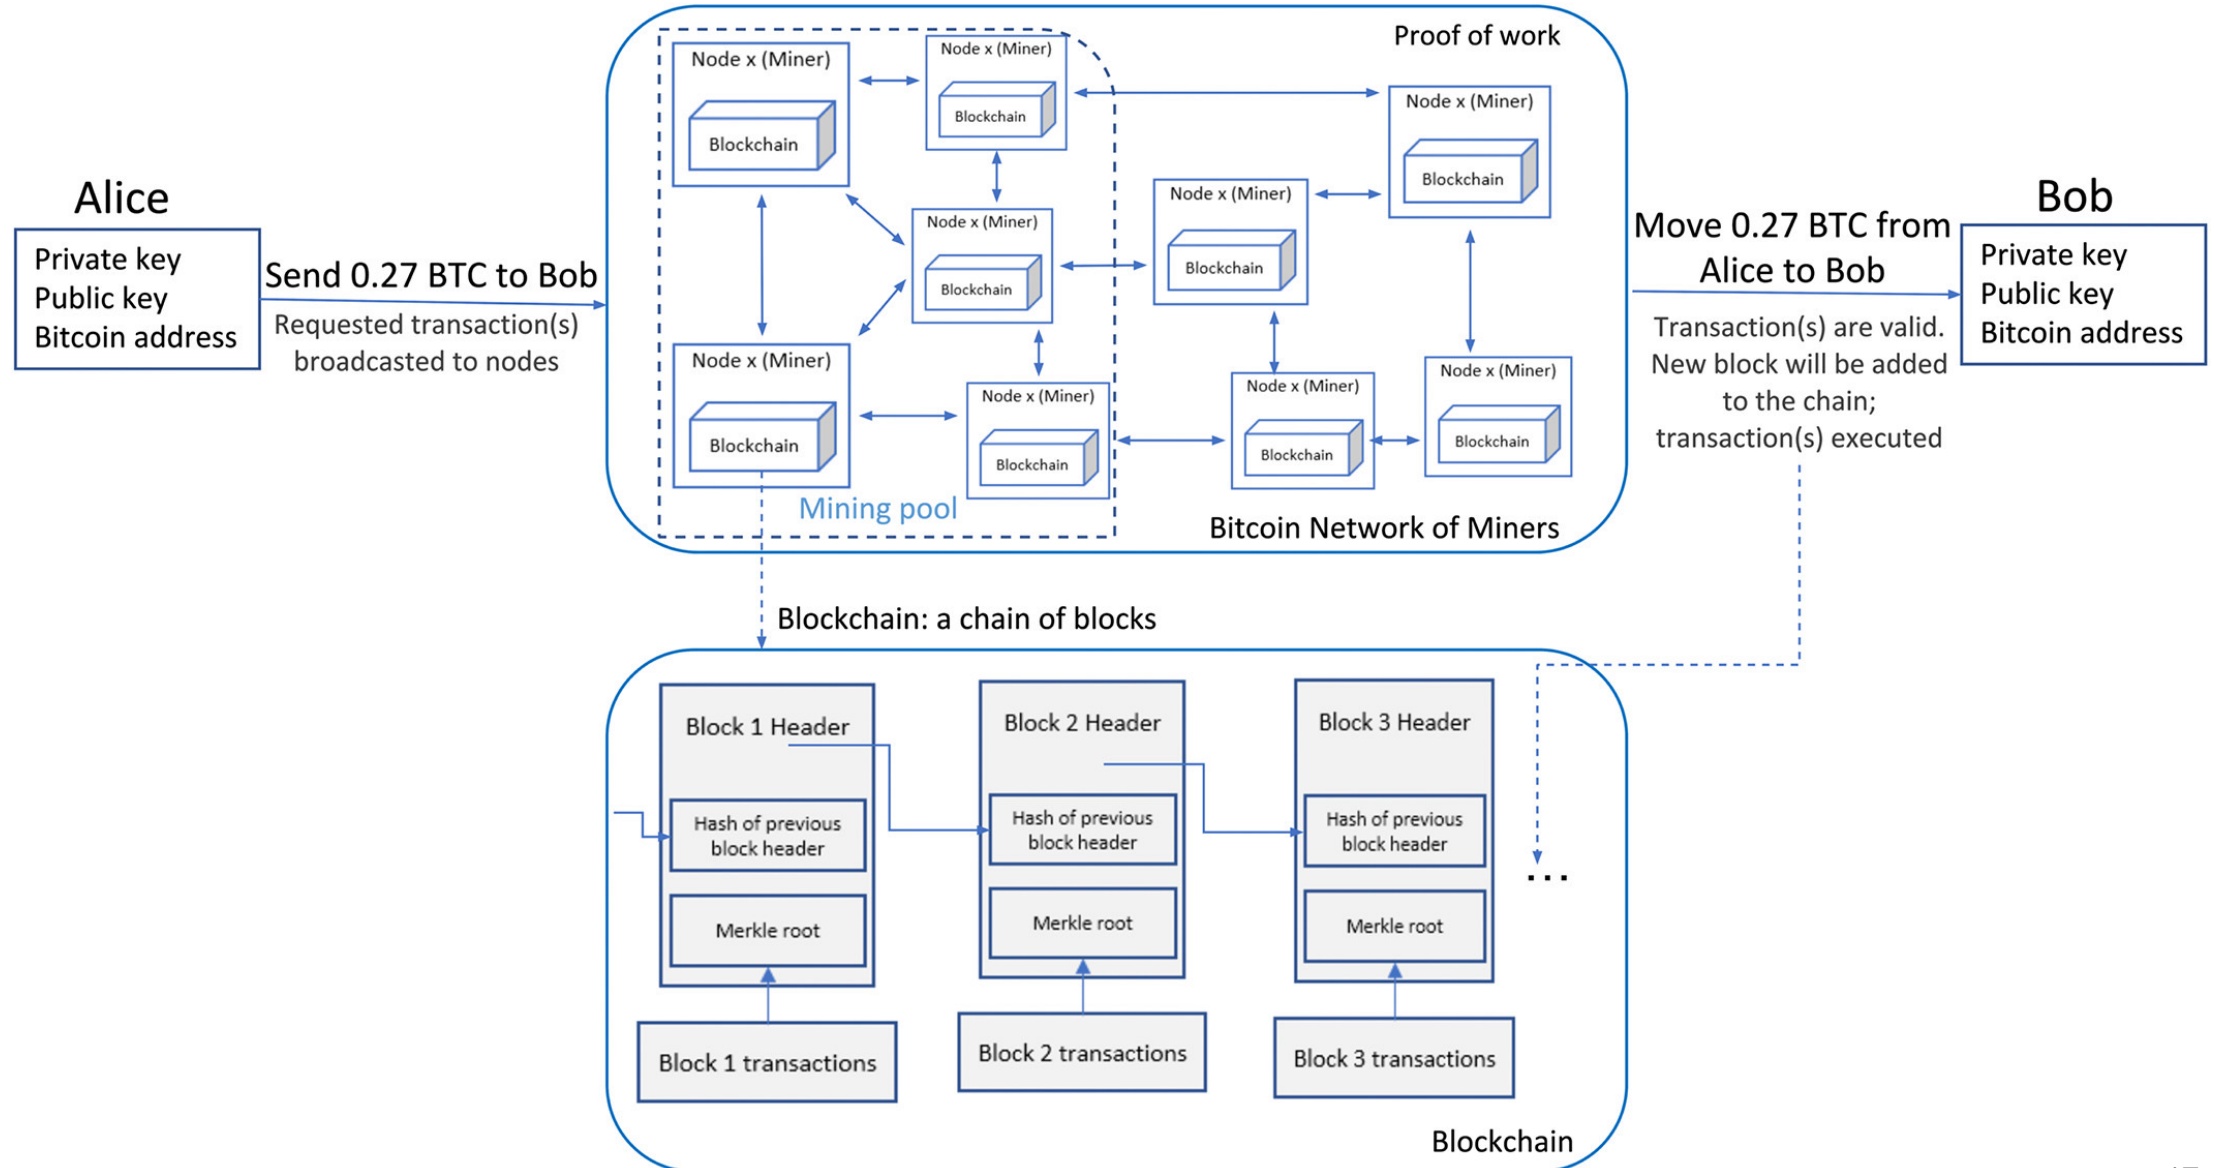 Alice
Private key
Public key
Bitcoin address
Send 0.27 BTC to Bob
Requested transaction(s)
broadcasted to nodes
Proof of work
Node x (Miner)
Blockchain
Node x (Miner)
Blockchain
Node x (Miner)
Blockchain
Node x (Miner)
Blockchain
Node x (Miner)
Blockchain
Node x (Miner)
Blockchain
Node x (Miner)
Blockchain
Node x (Miner)
Blockchain
Node x (Miner)
Blockchain
Mining pool
Bitcoin Network of Miners
Move 0.27 BTC from
Alice to Bob
Transaction(s) are valid.
New block will be added
to the chain;
transaction(s) executed
Bob
Private key
Public key
Bitcoin address
Blockchain: a chain of blocks
Block 1 Header
Hash of previous
block header
Merkle root
Block 1 transactions
Block 2 Header
Hash of previous
block header
Merkle root
Block 2 transactions
Block 3 Header
Hash of previous
block header
Merkle root
Block 3 transactions
...
Blockchain